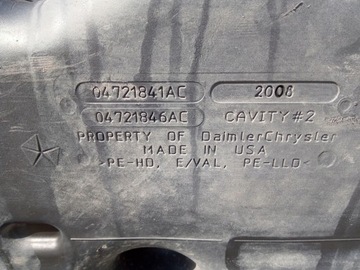 04721841AC 2008
04721846AC CAVITY#2
PROPERTY OF DaimlerChrysler
MADE IN USA
>PE-HD, E/VAL, PE-LLD<